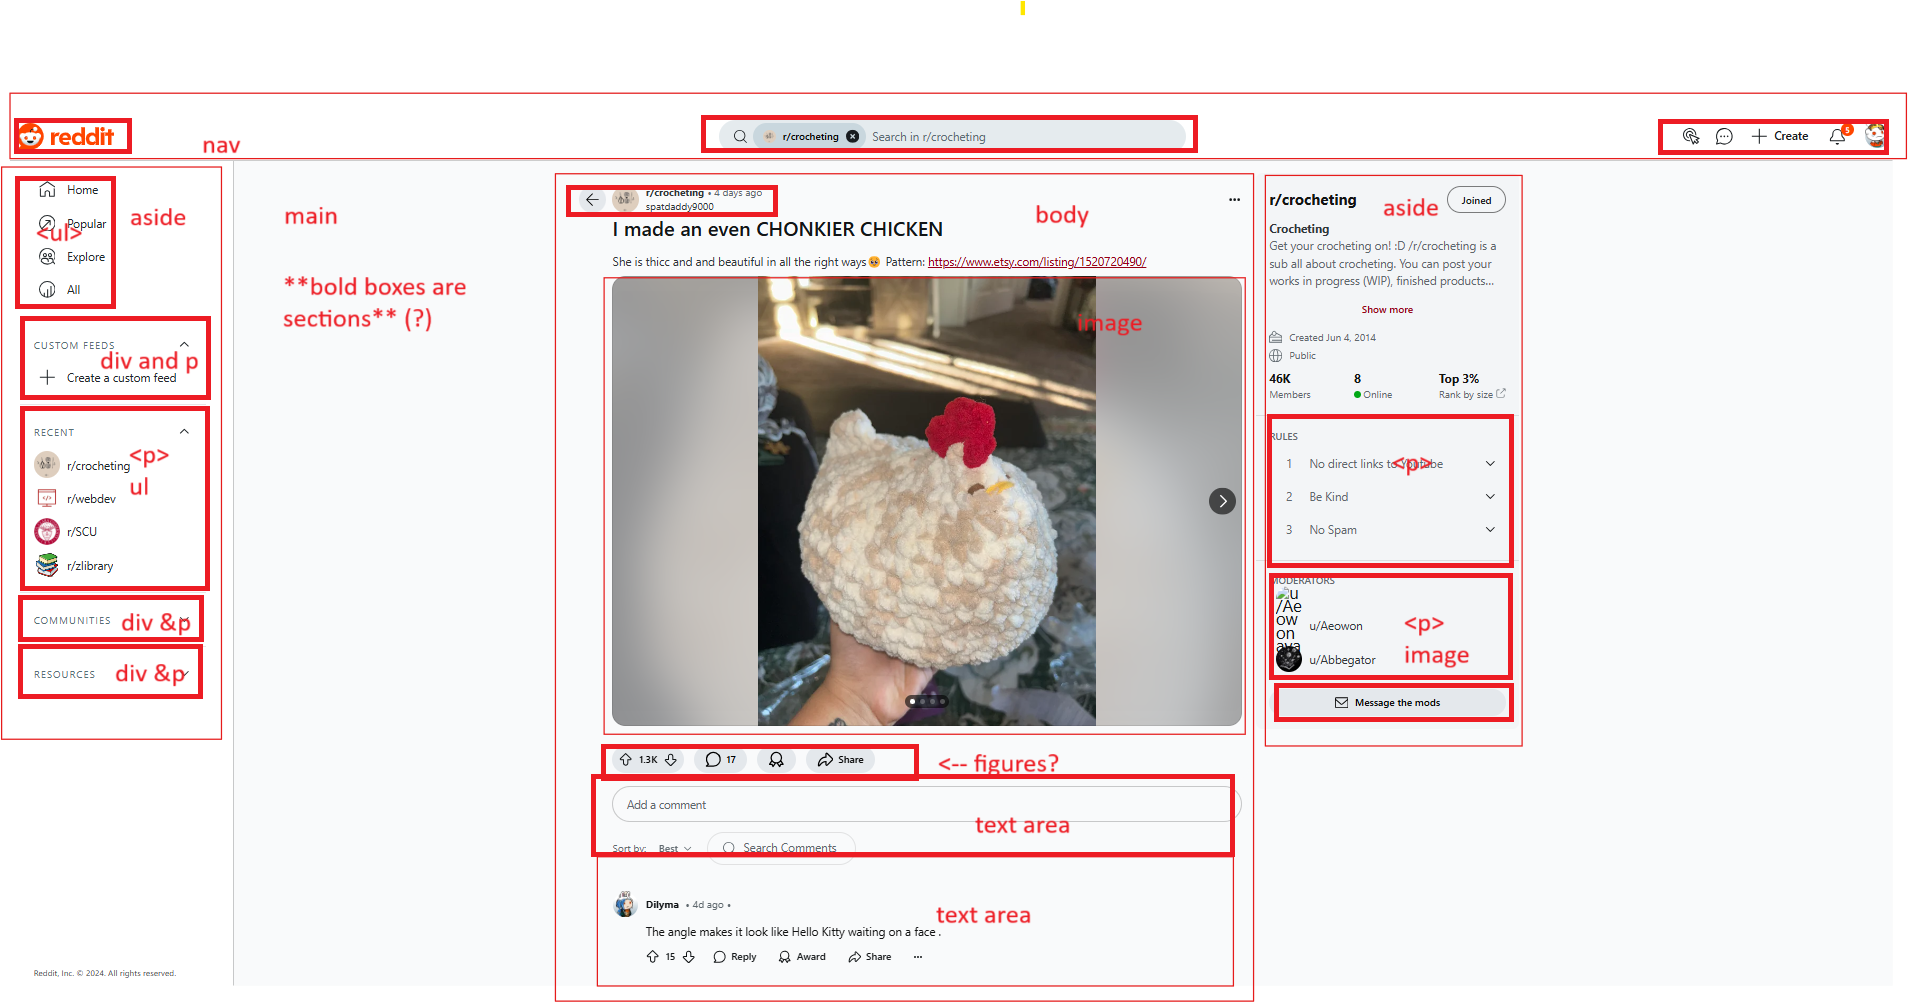 reddit
nav
r/crocheting
Search in r/crocheting
Create
5
Home
Popular
<ul>
Explore
All
aside
CUSTOM FEEDS
div and p
Create a custom feed
RECENT
r/crocheting
<p>
ul
r/webdev
r/SCU
r/zlibrary
COMMUNITIES
div &p
RESOURCES
div &p
Reddit, Inc. © 2024. All rights reserved.
main
**bold boxes are
sections** (?)
r/crocheting • 4 days ago
spatdaddy9000
body
I made an even CHONKIER CHICKEN
She is thicc and and beautiful in all the right ways🥺 Pattern: https://www.etsy.com/listing/1520720490/
image
1.3K
17
Share
<-- figures?
Add a comment
text area
Sort by: Best
Search Comments
Dilyma • 4d ago •
text area
The angle makes it look like Hello Kitty waiting on a face .
15
Reply
Award
Share
r/crocheting
aside
Joined
Crocheting
Get your crocheting on! :D /r/crocheting is a
sub all about crocheting. You can post your
works in progress (WIP), finished products...
Show more
Created Jun 4, 2014
Public
46K
8
Top 3%
Members
Online
Rank by size
RULES
1 No direct links to Youtube
<p>
2 Be Kind
3 No Spam
MODERATORS
u
/Ae
ow
on
ava
u/Aeowon
<p>
image
u/Abbegator
Message the mods